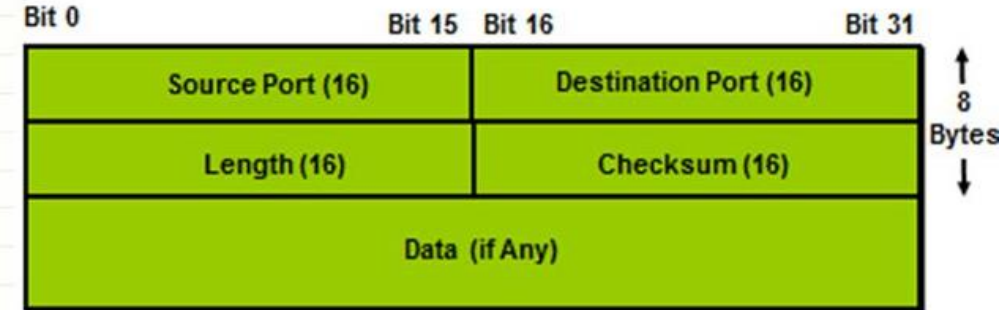 Bit 0 Bit 15 Bit 16 Bit 31
Source Port (16) Destination Port (16)
8
Bytes
Length (16) Checksum (16)
Data (if Any)